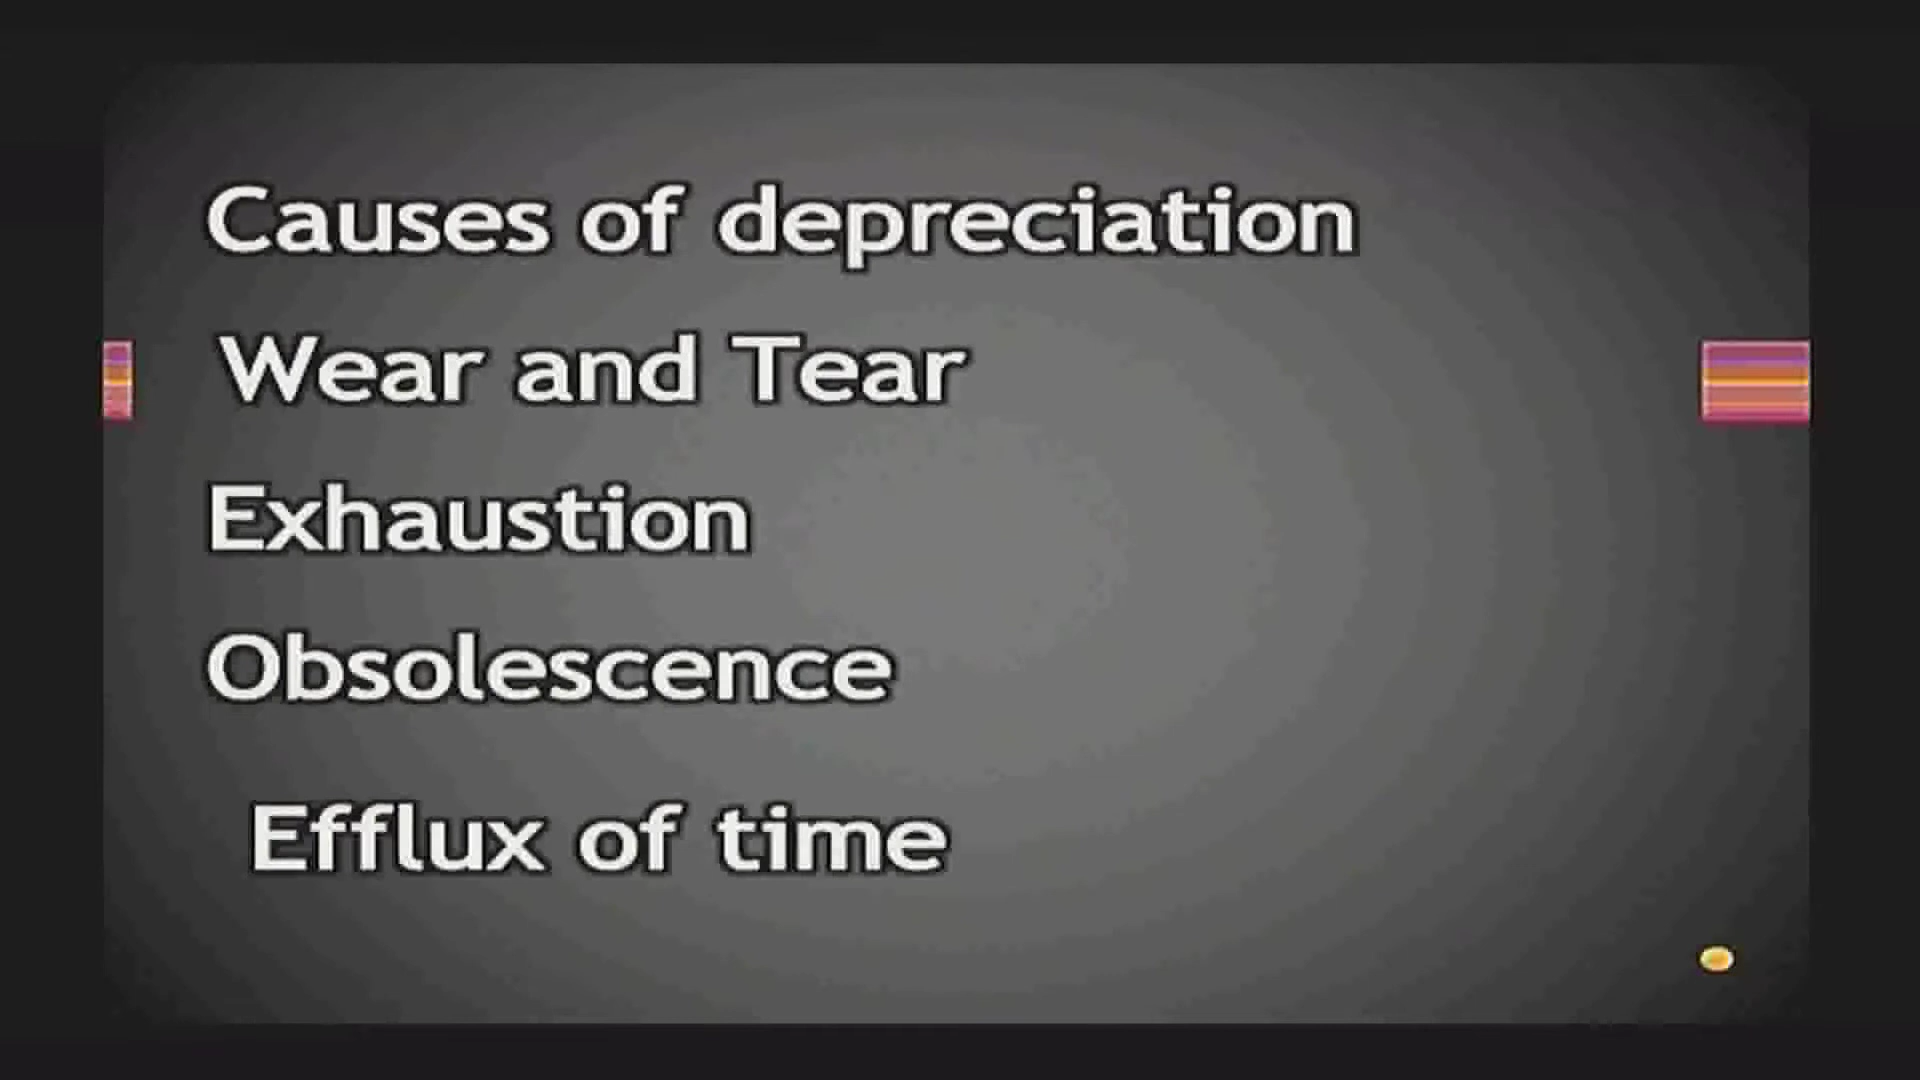 Causes of depreciation
Wear and Tear
Exhaustion
Obsolescence
Efflux of time